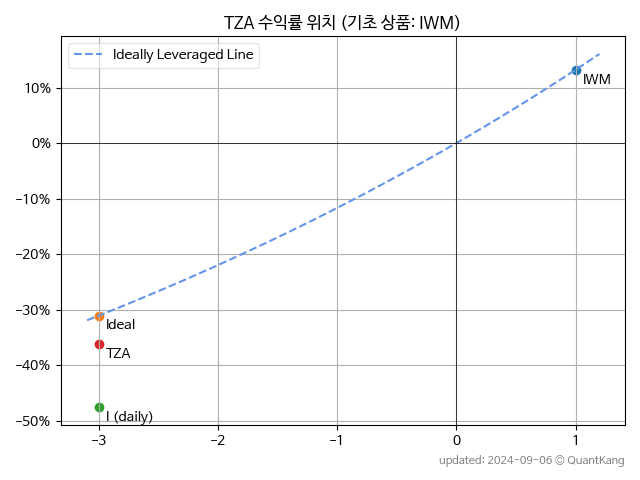 TZA 수익률 위치 (기초 상품: IWM)
Ideally Leveraged Line
10%
0%
−10%
−20%
−30%
−40%
−50%
IWM
Ideal
TZA
I (daily)
−3
−2
−1
0
1
updated: 2024-09-06 © QuantKang